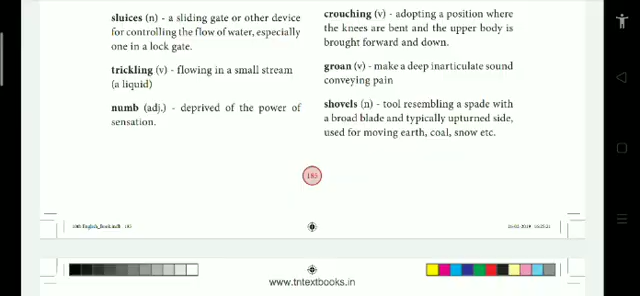 sluices (n) - a sliding gate or other device
for controlling the flow of water, especially
one in a lock gate.
trickling (v) - flowing in a small stream
(a liquid)
numb (adj.) - deprived of the power of
sensation.
crouching (v) - adopting a position where
the knees are bent and the upper body is
brought forward and down.
groan (v) - make a deep inarticulate sound
conveying pain
shovels (n) - tool resembling a spade with
a broad blade and typically upturned side,
used for moving earth, coal, snow etc.
185
10th English_Book.indb 185
www.tntextbooks.in